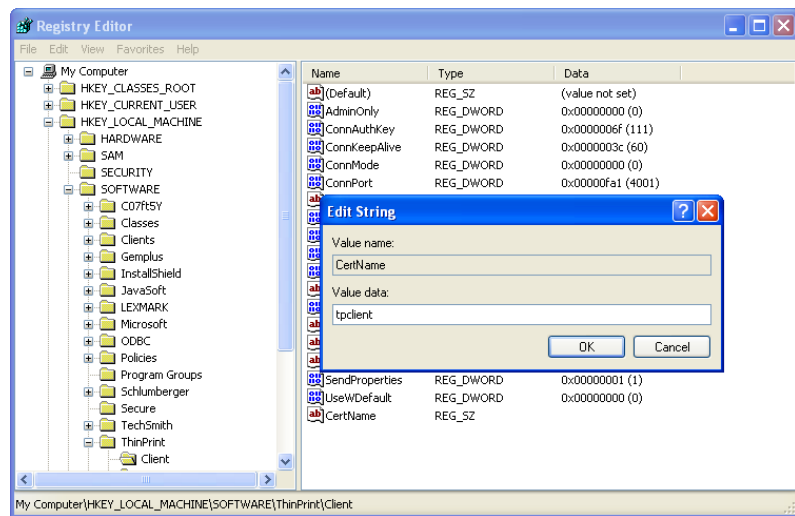 Registry Editor
File Edit View Favorites Help
My Computer
HKEY_CLASSES_ROOT
HKEY_CURRENT_USER
HKEY_LOCAL_MACHINE
HARDWARE
SAM
SECURITY
SOFTWARE
C07ft5Y
Classes
Clients
Gemplus
InstallShield
JavaSoft
LEXMARK
Microsoft
ODBC
Policies
Program Groups
Schlumberger
Secure
TechSmith
ThinPrint
Client
Name Type Data
(Default) REG_SZ (value not set)
AdminOnly REG_DWORD 0x00000000 (0)
ConnAuthKey REG_DWORD 0x0000006f (111)
ConnKeepAlive REG_DWORD 0x0000003c (60)
ConnMode REG_DWORD 0x00000000 (0)
ConnPort REG_DWORD 0x00000fa1 (4001)
Edit String
Value name:
CertName
Value data:
tpclient
OK Cancel
SendProperties REG_DWORD 0x00000001 (1)
UseWDefault REG_DWORD 0x00000000 (0)
CertName REG_SZ
My Computer\HKEY_LOCAL_MACHINE\SOFTWARE\ThinPrint\Client